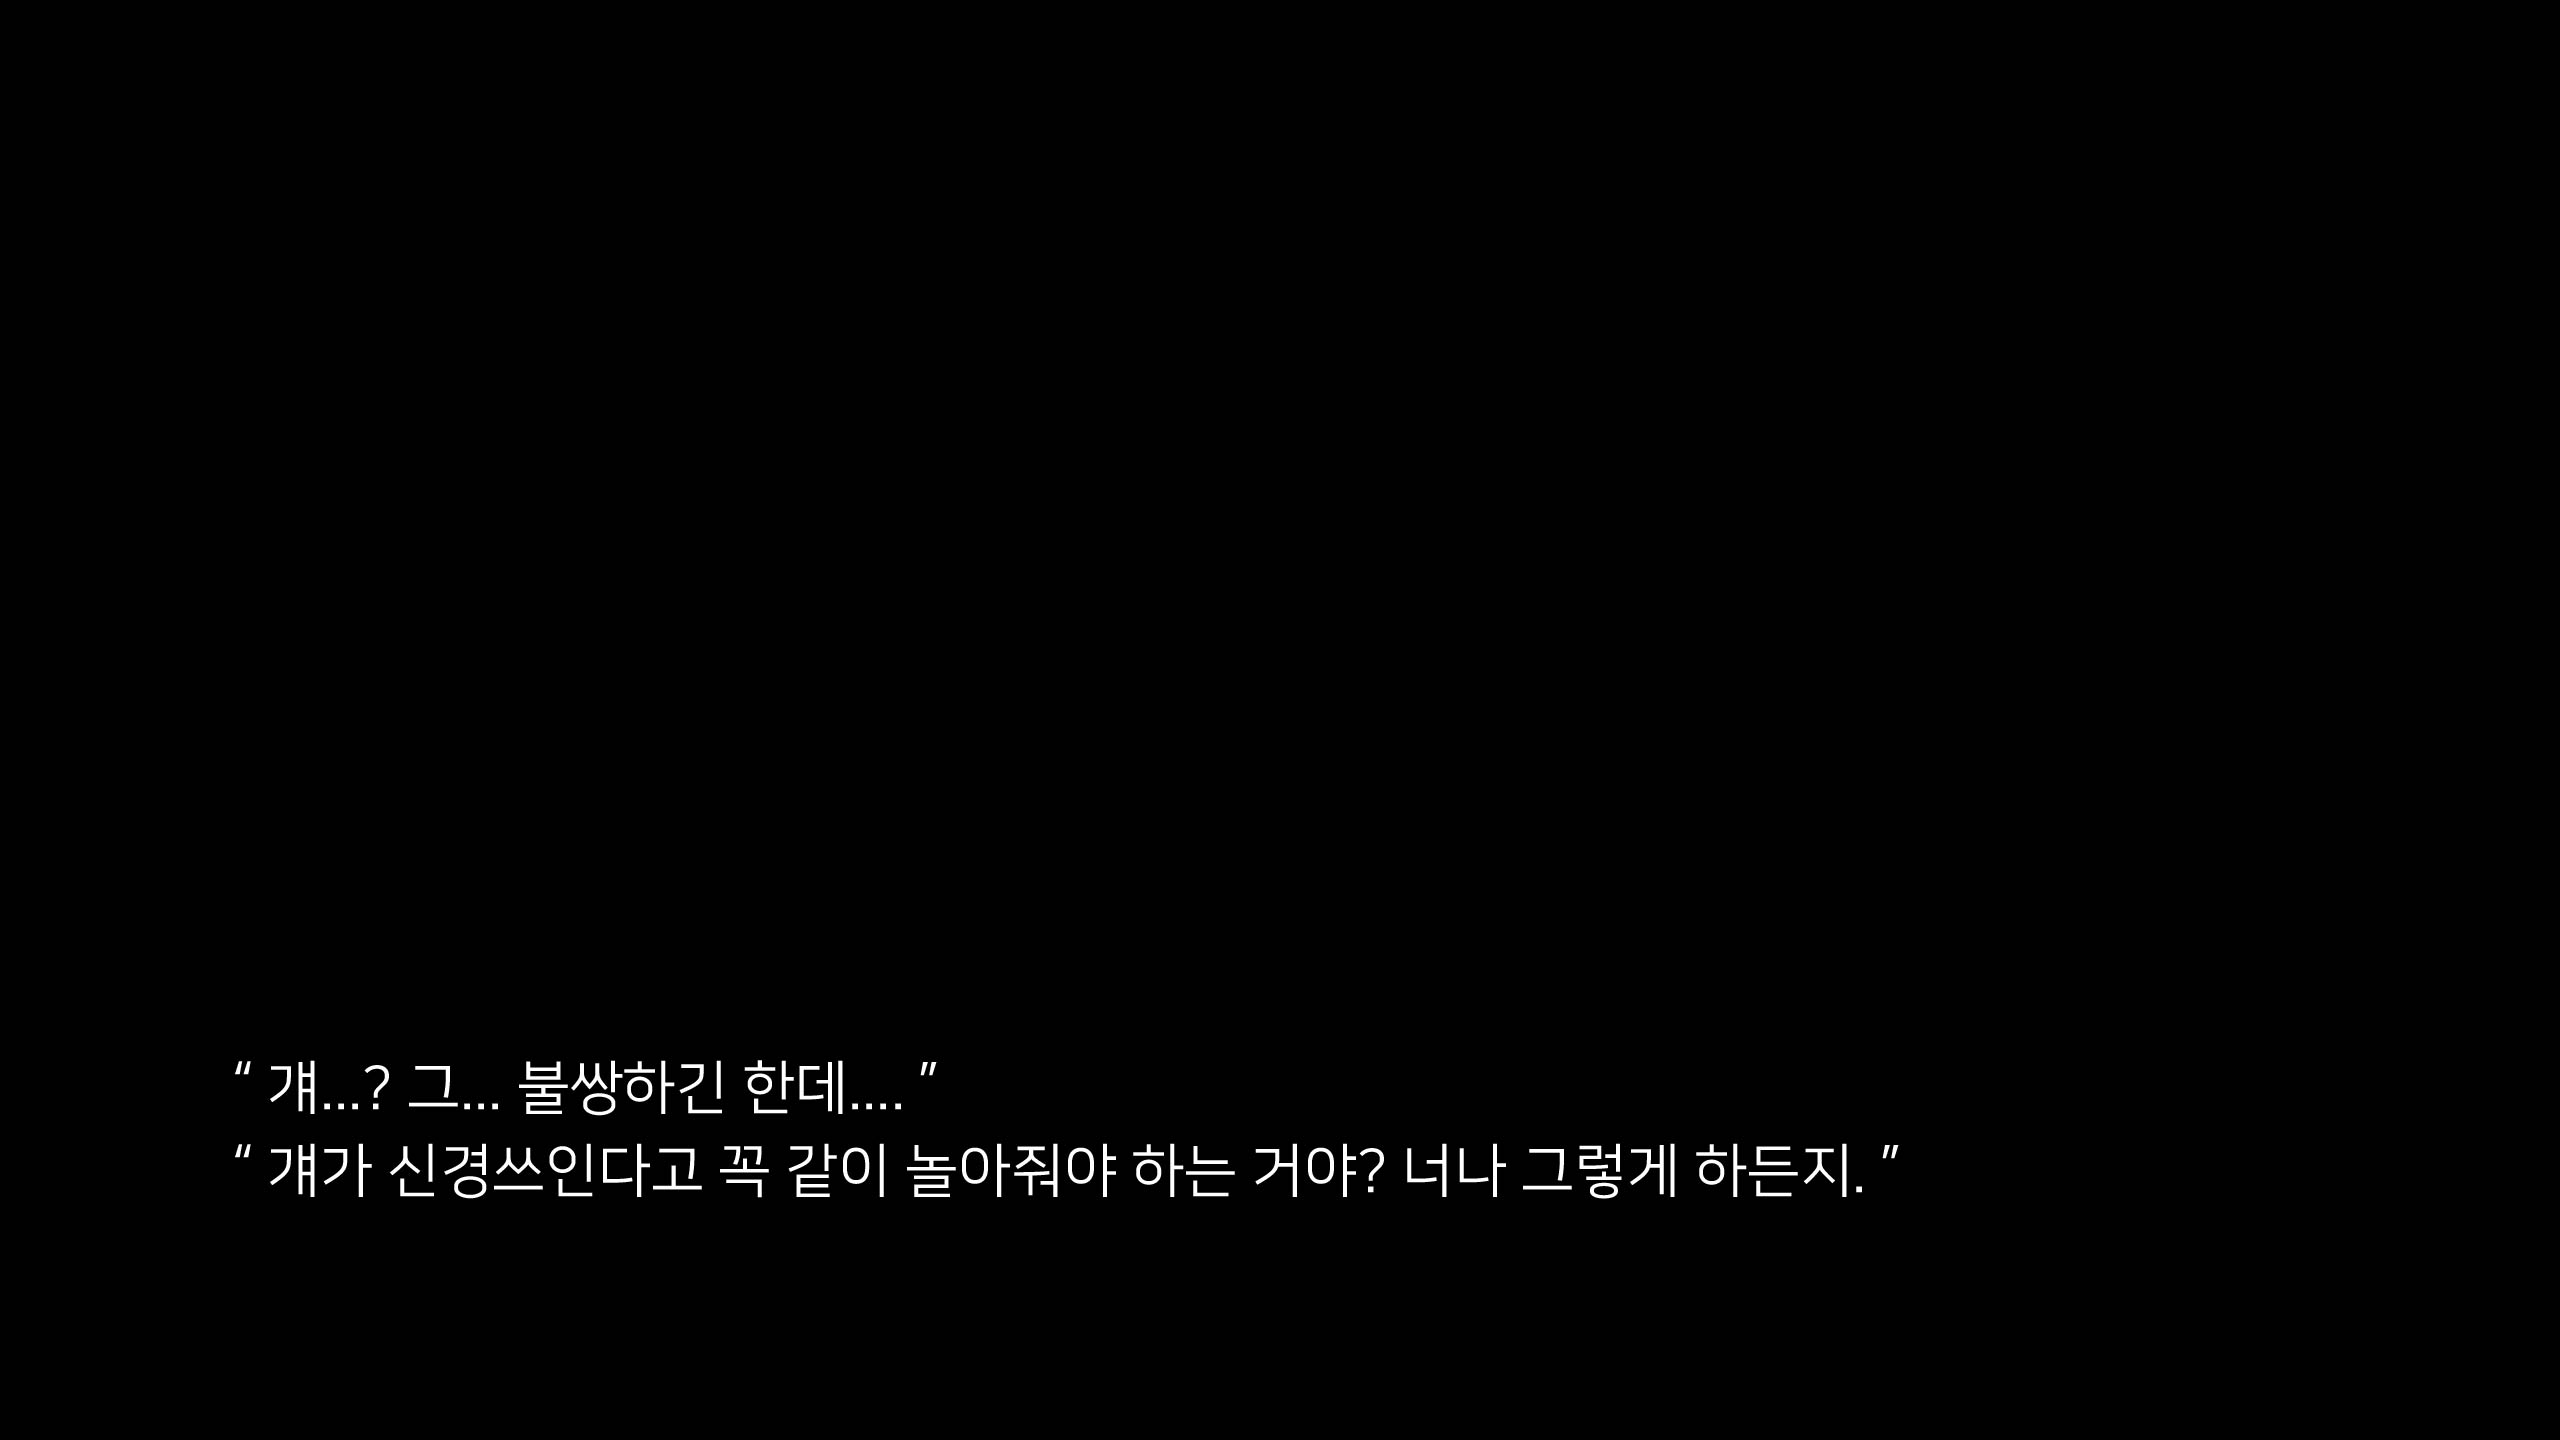 “ 걔...? 그... 불쌍하긴 한데.... ”
“ 걔가 신경쓰인다고 꼭 같이 놀아줘야 하는 거야? 너나 그렇게 하든지. ”